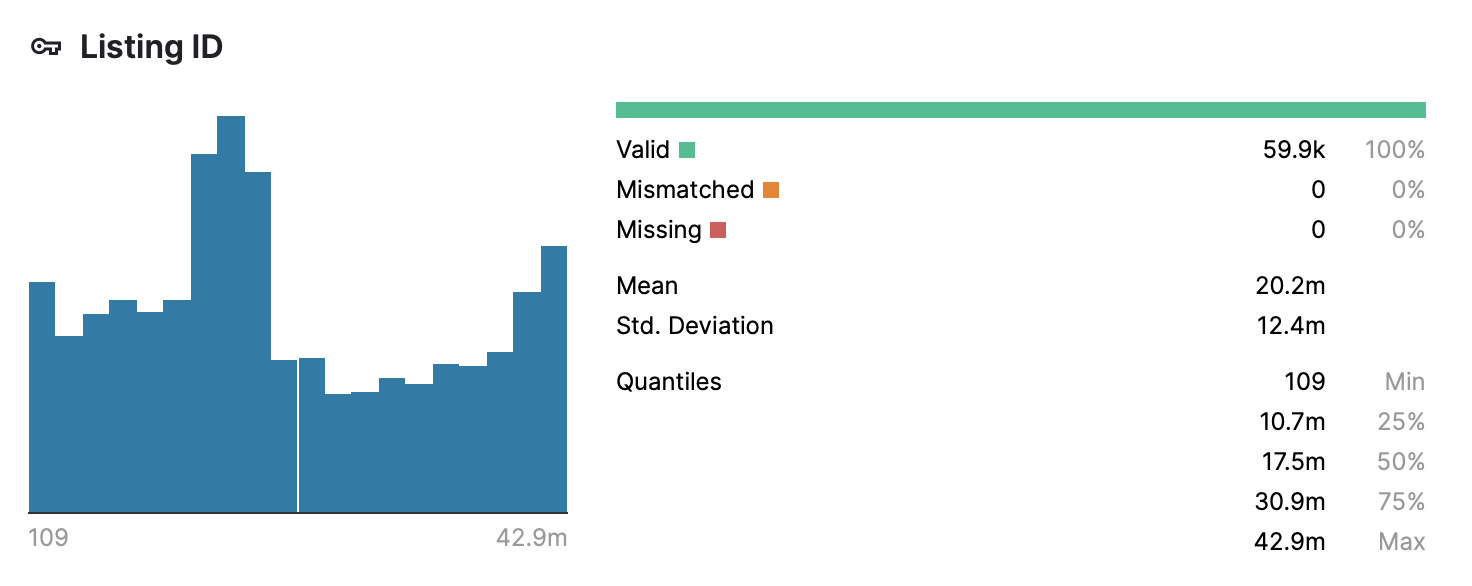 Listing ID
109 42.9m
Valid 59.9k 100%
Mismatched 0 0%
Missing 0 0%
Mean 20.2m
Std. Deviation 12.4m
Quantiles 109 Min
10.7m 25%
17.5m 50%
30.9m 75%
42.9m Max